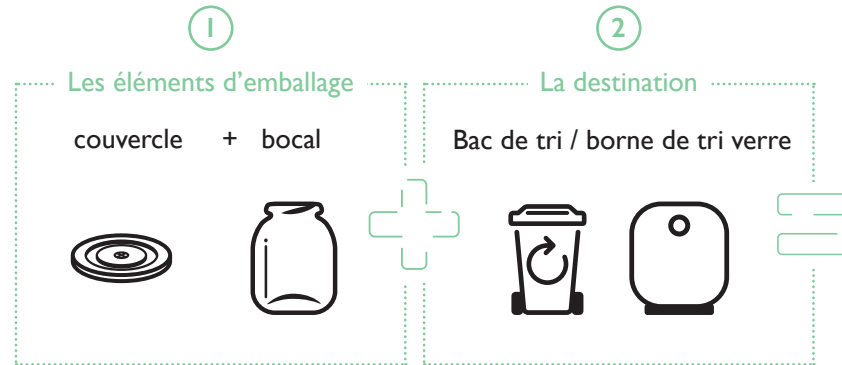 1
2
Les éléments d’emballage
La destination
couvercle + bocal
Bac de tri / borne de tri verre